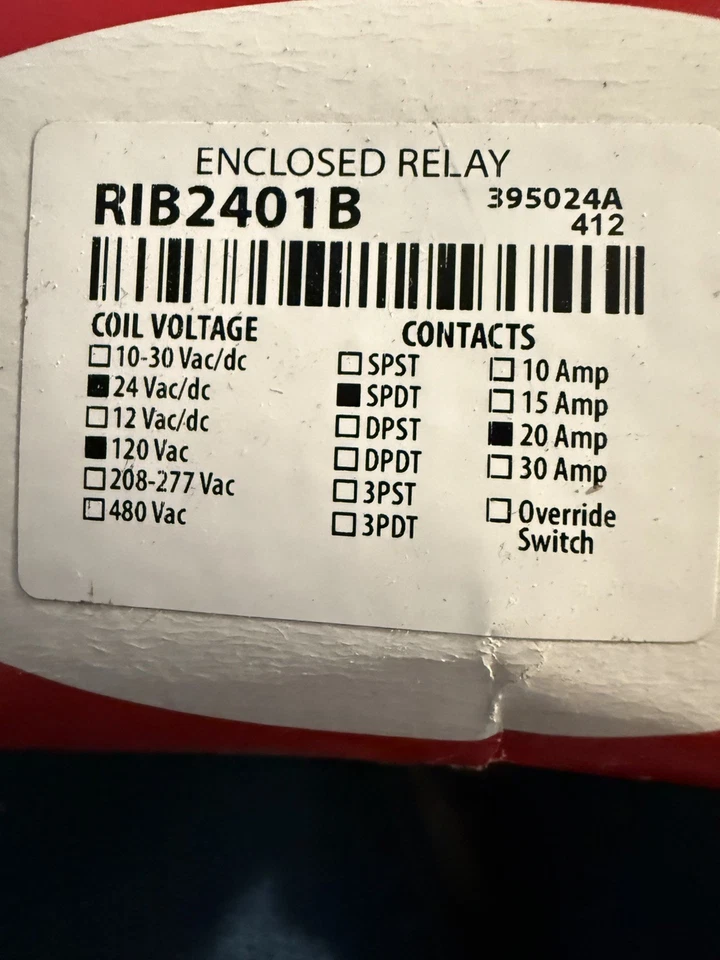 ENCLOSED RELAY
RIB2401B
395024A
412
COIL VOLTAGE
☐ 10-30 Vac/dc
■ 24 Vac/dc
☐ 12 Vac/dc
■ 120 Vac
☐ 208-277 Vac
☐ 480 Vac
CONTACTS
☐ SPST
■ SPDT
☐ DPST
☐ DPDT
☐ 3PST
☐ 3PDT
☐ 10 Amp
☐ 15 Amp
■ 20 Amp
☐ 30 Amp
☐ Override
Switch